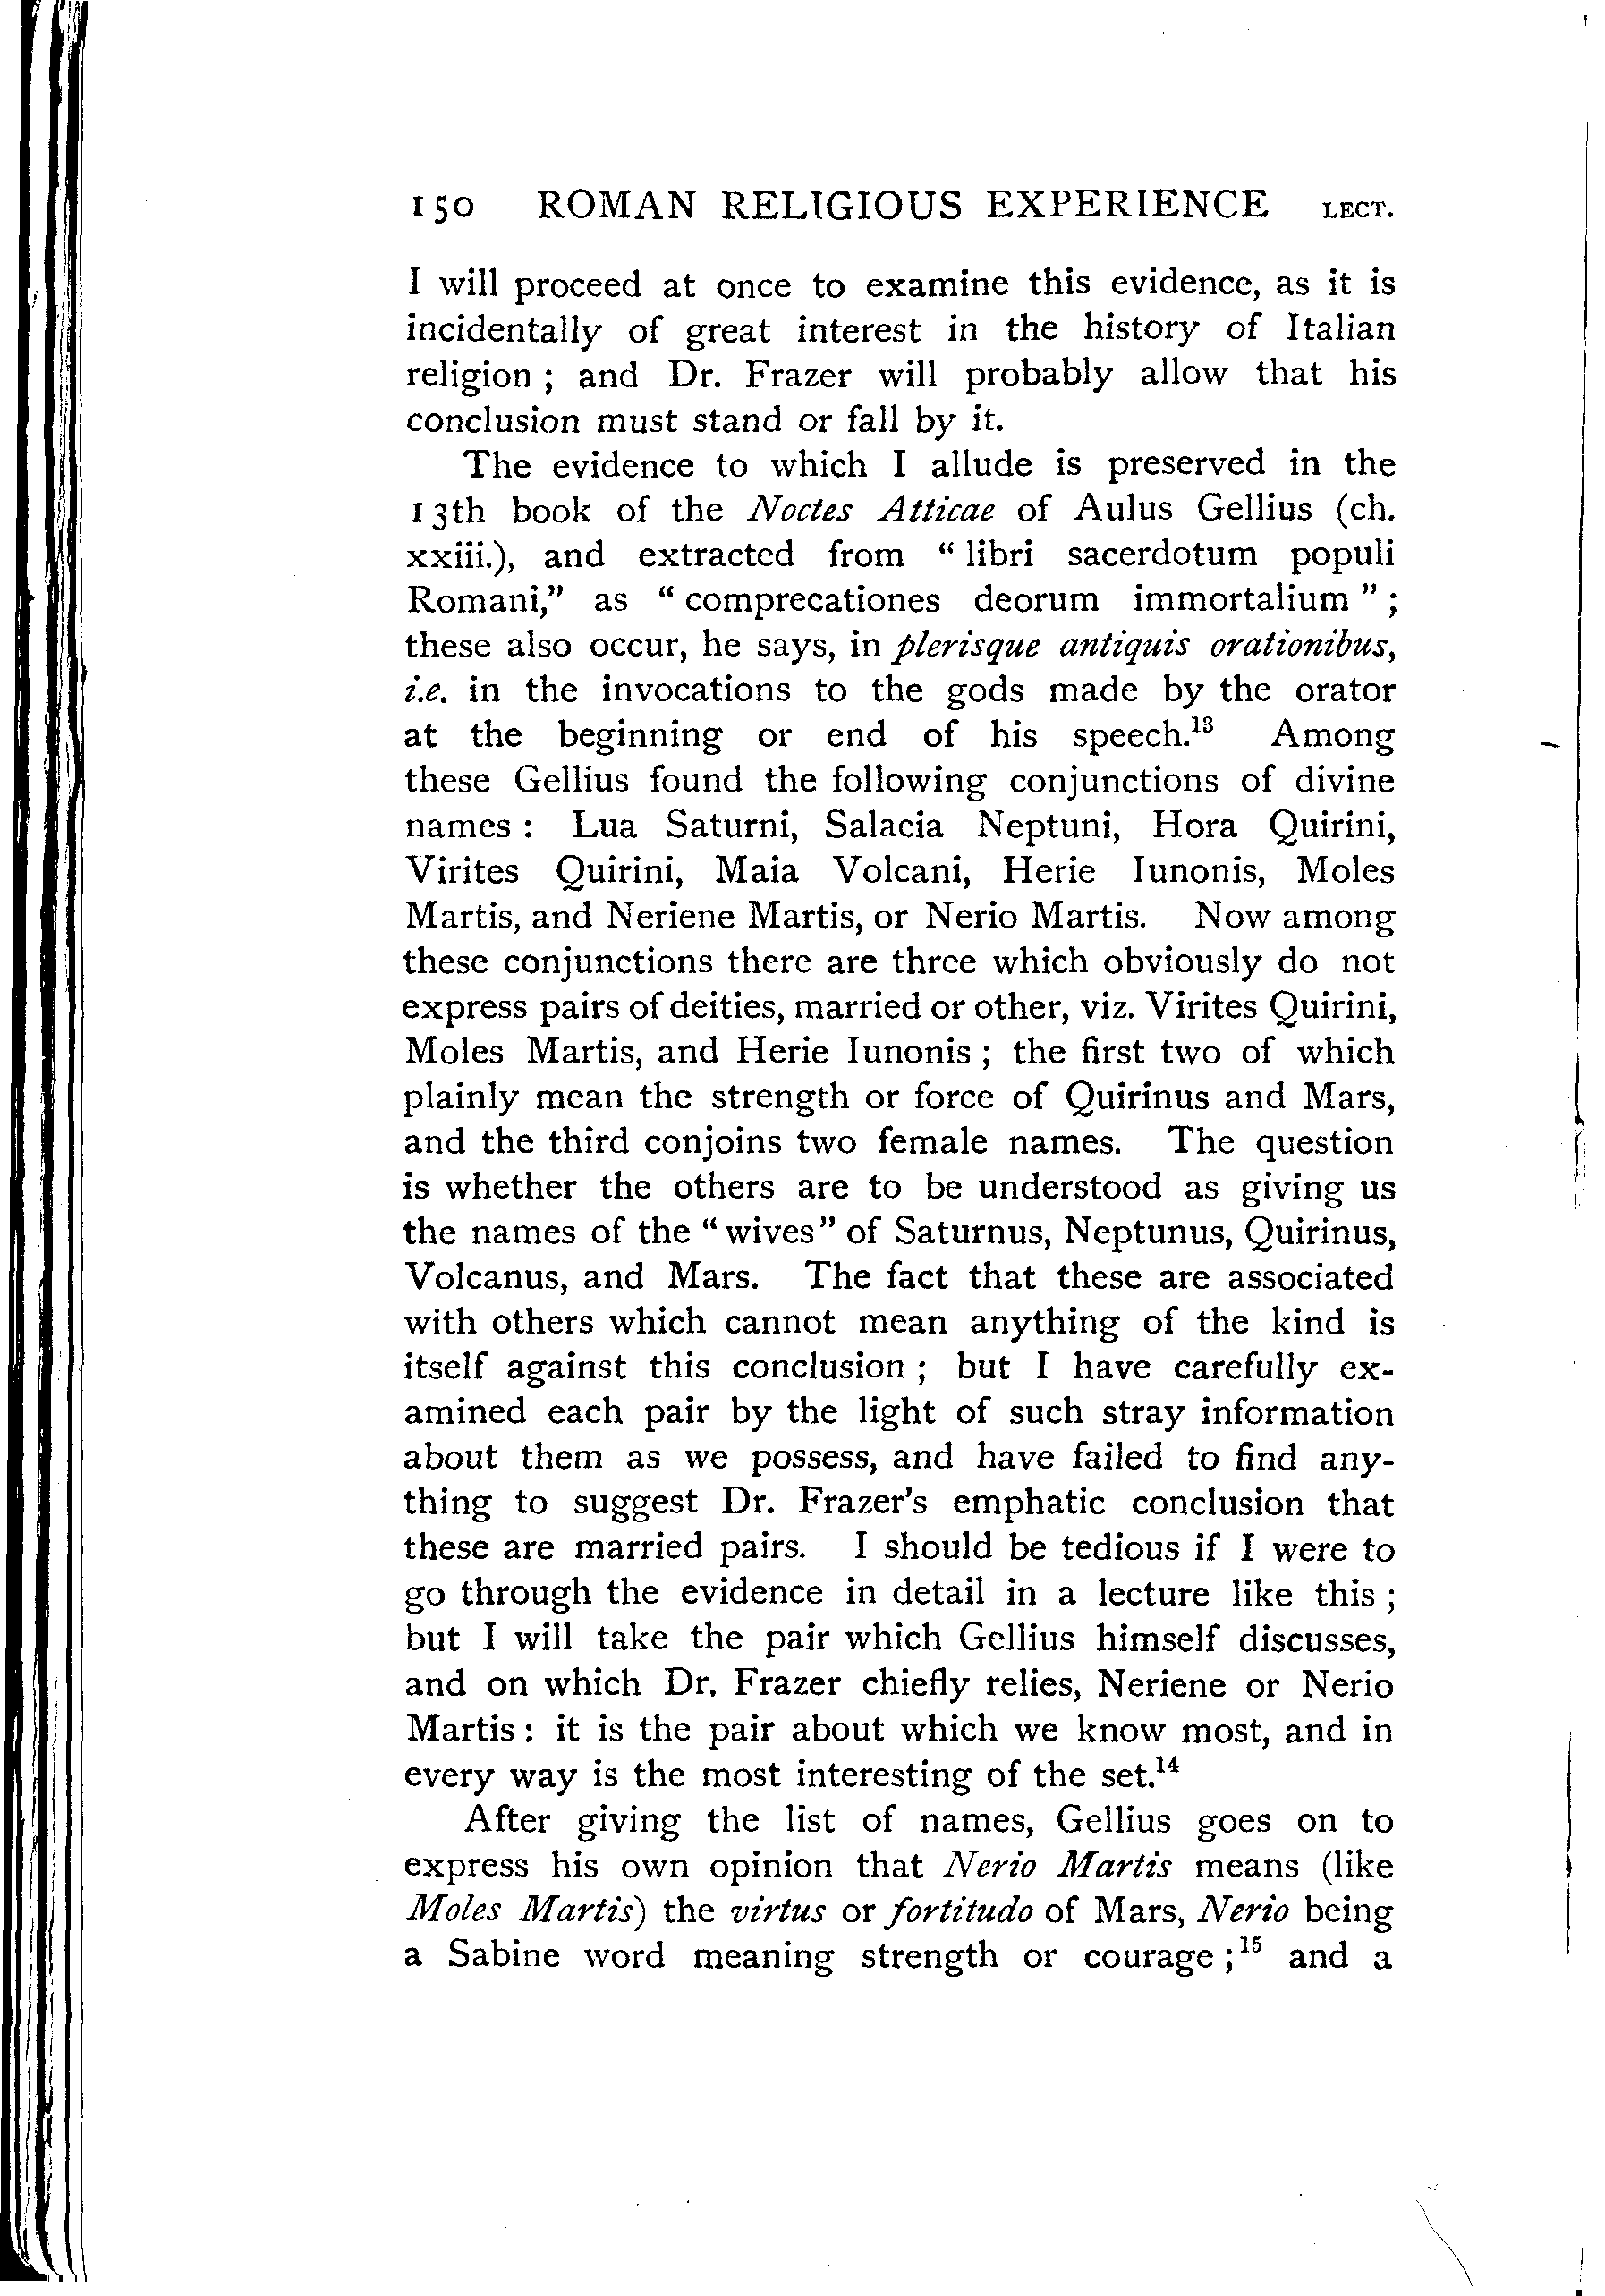 150 ROMAN RELIGIOUS EXPERIENCE LECT.
I will proceed at once to examine this evidence, as it is
incidentally of great interest in the history of Italian
religion ; and Dr. Frazer will probably allow that his
conclusion must stand or fall by it.
The evidence to which I allude is preserved in the
13th book of the Noctes Atticae of Aulus Gellius (ch.
xxiii.), and extracted from “ libri sacerdotum populi
Romani,” as “ comprecationes deorum immortalium ” ;
these also occur, he says, in plerisque antiquis orationibus,
i.e. in the invocations to the gods made by the orator
at the beginning or end of his speech.¹³ Among
these Gellius found the following conjunctions of divine
names : Lua Saturni, Salacia Neptuni, Hora Quirini,
Virites Quirini, Maia Volcani, Herie Iunonis, Moles
Martis, and Neriene Martis, or Nerio Martis. Now among
these conjunctions there are three which obviously do not
express pairs of deities, married or other, viz. Virites Quirini,
Moles Martis, and Herie Iunonis ; the first two of which
plainly mean the strength or force of Quirinus and Mars,
and the third conjoins two female names. The question
is whether the others are to be understood as giving us
the names of the “ wives” of Saturnus, Neptunus, Quirinus,
Volcanus, and Mars. The fact that these are associated
with others which cannot mean anything of the kind is
itself against this conclusion ; but I have carefully ex-
amined each pair by the light of such stray information
about them as we possess, and have failed to find any-
thing to suggest Dr. Frazer's emphatic conclusion that
these are married pairs. I should be tedious if I were to
go through the evidence in detail in a lecture like this ;
but I will take the pair which Gellius himself discusses,
and on which Dr. Frazer chiefly relies, Neriene or Nerio
Martis : it is the pair about which we know most, and in
every way is the most interesting of the set.¹⁴
After giving the list of names, Gellius goes on to
express his own opinion that Nerio Martis means (like
Moles Martis) the virtus or fortitudo of Mars, Nerio being
a Sabine word meaning strength or courage ;¹⁵ and a